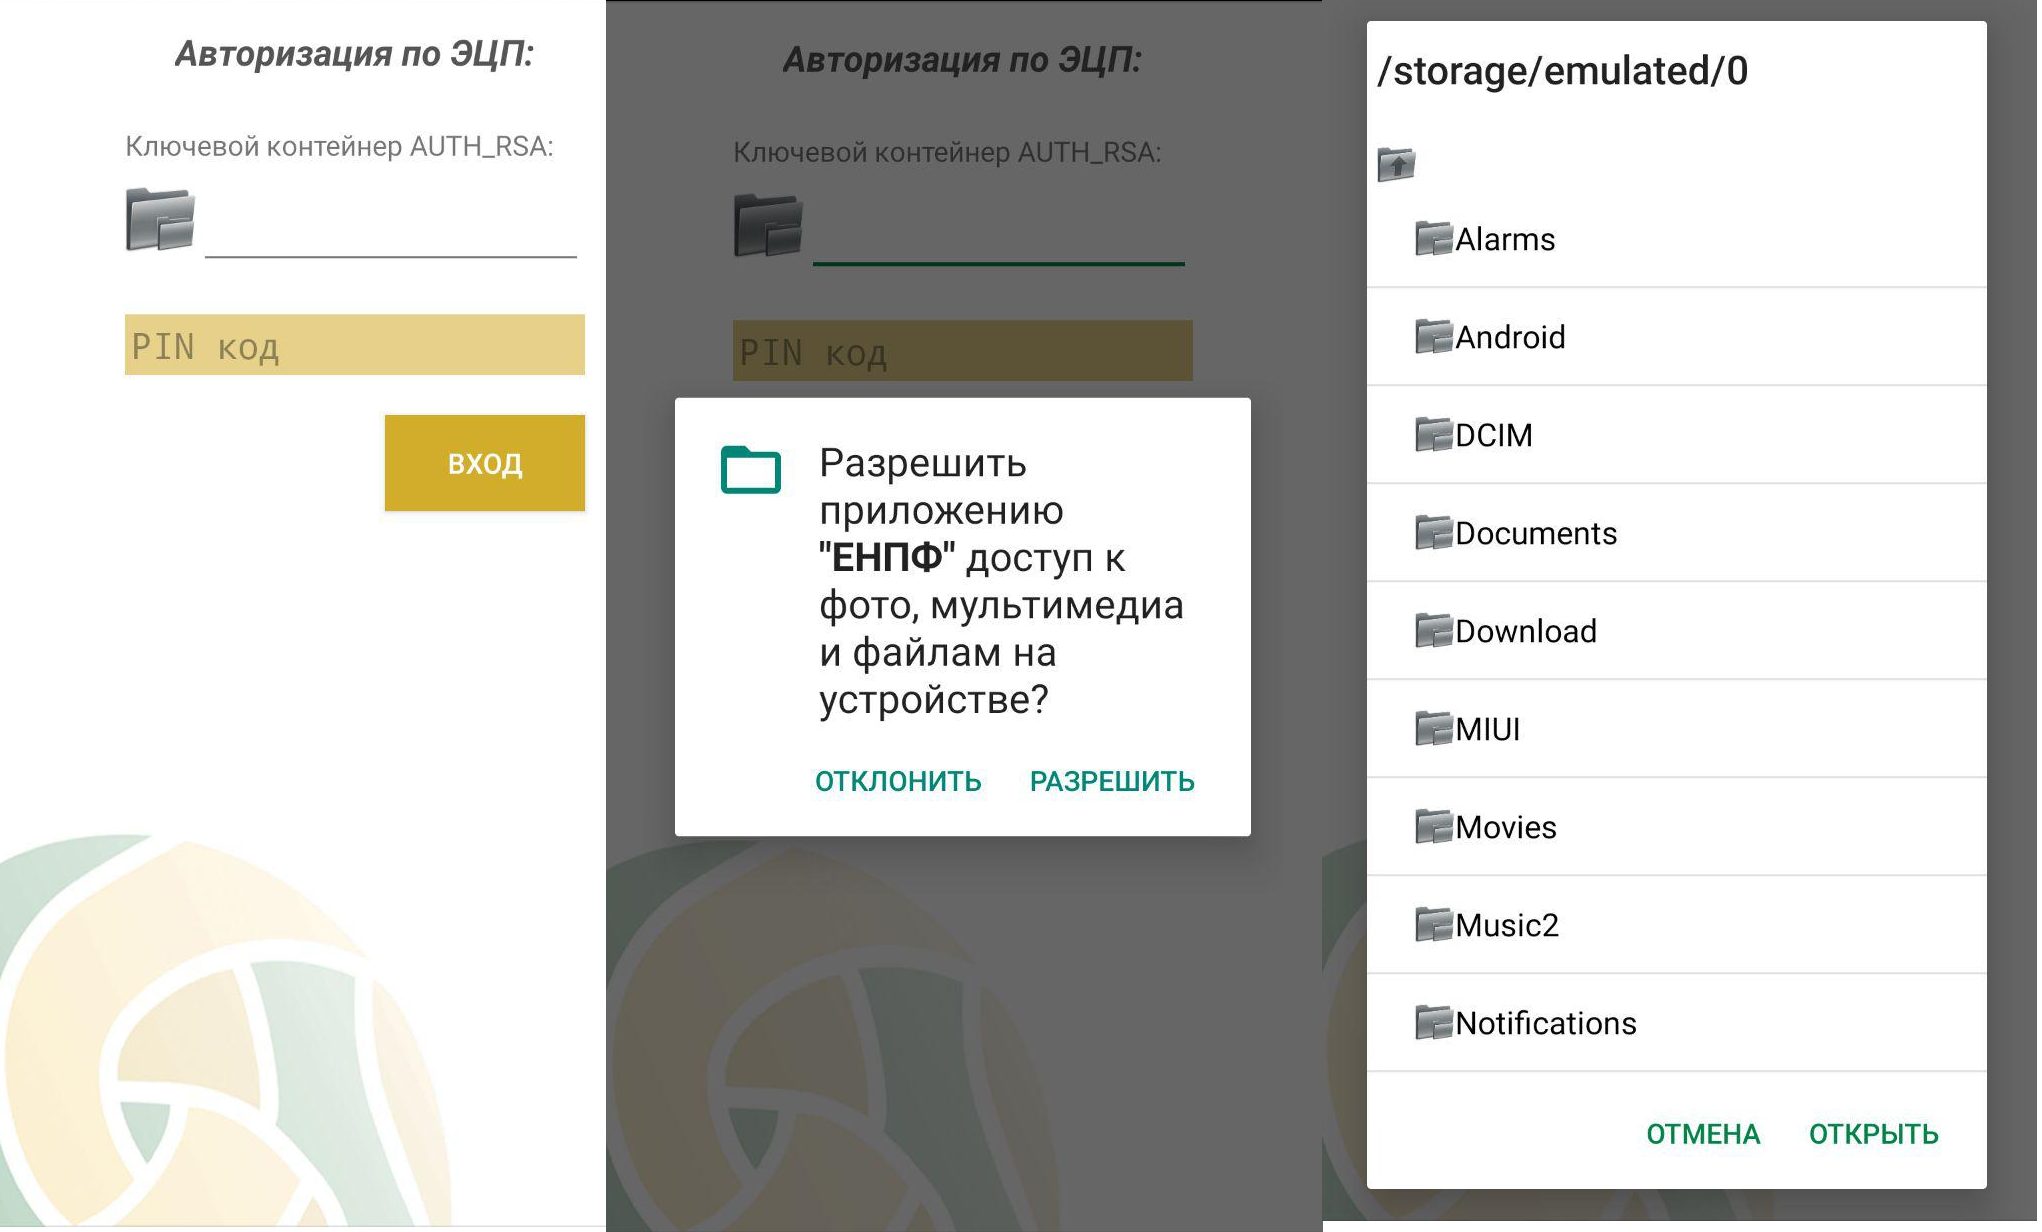 Авторизация по ЭЦП:
Ключевой контейнер AUTH_RSA:
PIN код
ВХОД
Авторизация по ЭЦП:
Ключевой контейнер AUTH_RSA:
PIN код
Разрешить
приложению
"ЕНПФ" доступ к
фото, мультимедиа
и файлам на
устройстве?
ОТКЛОНИТЬ РАЗРЕШИТЬ
/storage/emulated/0
Alarms
Android
DCIM
Documents
Download
MIUI
Movies
Music2
Notifications
ОТМЕНА ОТКРЫТЬ